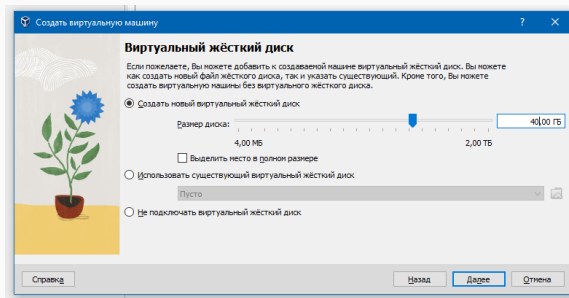 Создать виртуальную машину
Виртуальный жёсткий диск
Если пожелаете, Вы можете добавить к создаваемой машине виртуальный жёсткий диск. Вы можете
как создать новый файл жёсткого диска, так и указать существующий. Кроме того, Вы можете
создать виртуальную машину без виртуального жёсткого диска.
Создать новый виртуальный жёсткий диск
Размер диска:
40,00 ГБ
4,00 МБ 2,00 ТБ
Выделить место в полном размере
Использовать существующий виртуальный жёсткий диск
Пусто
Не подключать виртуальный жёсткий диск
Справка Назад Далее Отмена